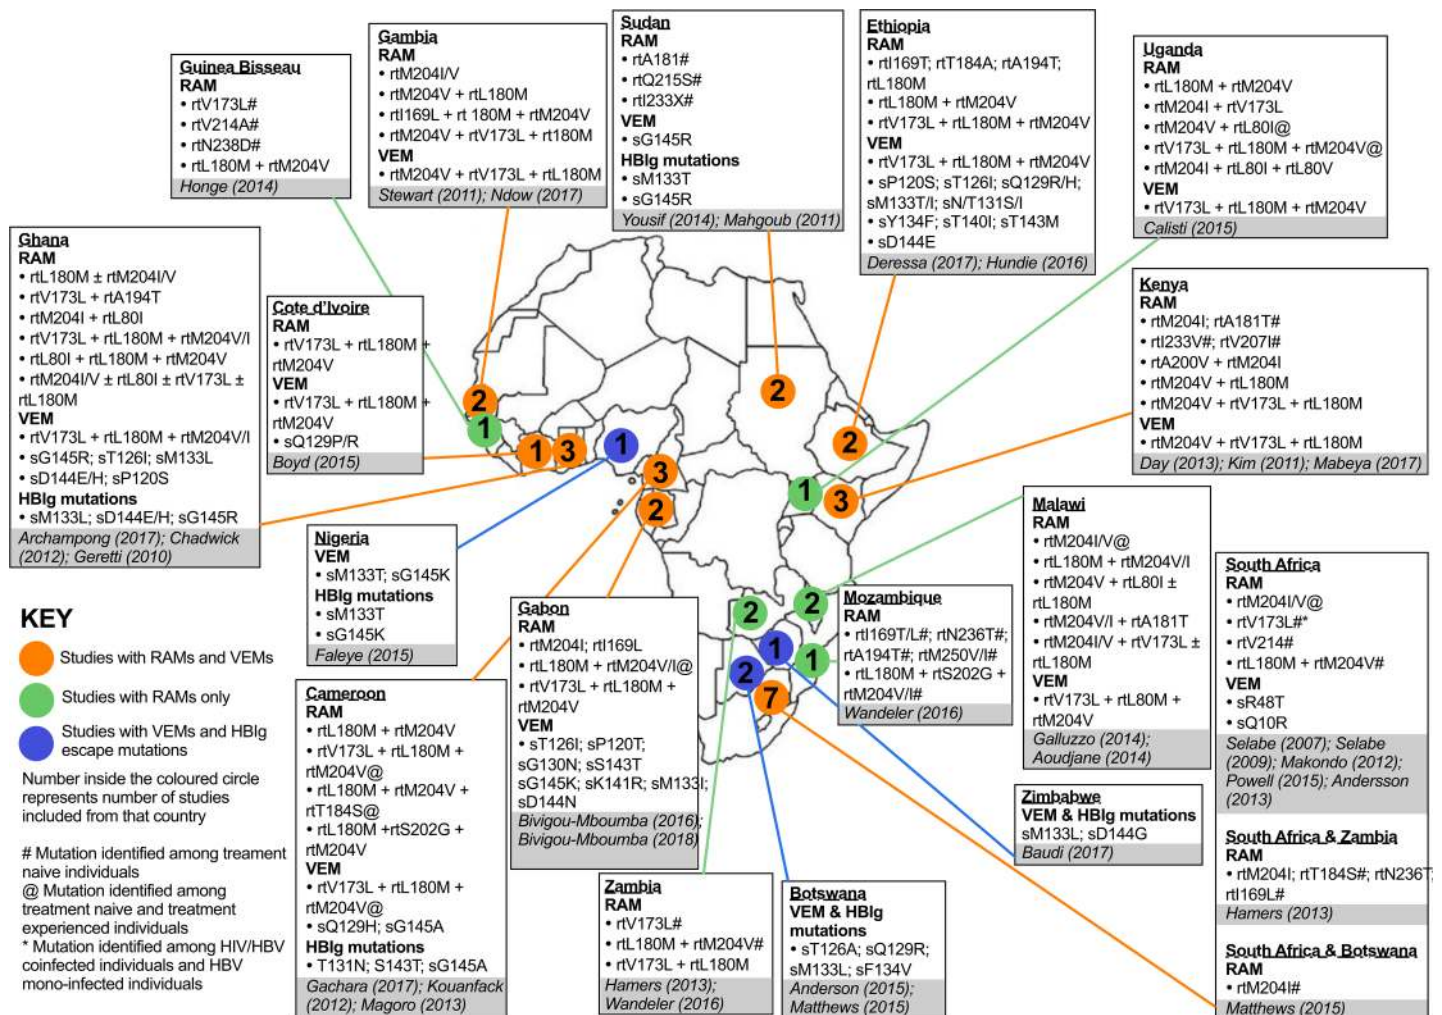 Guinea Bisseau
RAM
• rtV173L#
• rtV214A#
• rtN238D#
• rtL180M + rtM204V
Honge (2014)
Gambia
RAM
• rtM204I/V
• rtM204V + rtL180M
• rtI169L + rt 180M + rtM204V
• rtM204V + rtV173L + rt180M
VEM
• rtM204V + rtV173L + rtL180M
Stewart (2011); Ndow (2017)
Sudan
RAM
• rtA181#
• rtQ215S#
• rtI233X#
VEM
• sG145R
HBIg mutations
• sM133T
• sG145R
Yousif (2014); Mahgoub (2011)
Ethiopia
RAM
• rtI169T; rtT184A; rtA194T;
rtL180M
• rtL180M + rtM204V
• rtV173L + rtL180M + rtM204V
VEM
• rtV173L + rtL180M + rtM204V
• sP120S; sT126I; sQ129R/H;
sM133T/I; sN/T131S/I
• sY134F; sT140I; sT143M
• sD144E
Deressa (2017); Hundie (2016)
Uganda
RAM
• rtL180M + rtM204V
• rtM204I + rtV173L
• rtM204V + rtL80I@
• rtV173L + rtL180M + rtM204V@
• rtM204I + rtL80I + rtL80V
VEM
• rtV173L + rtL180M + rtM204V
Calisti (2015)
Ghana
RAM
• rtL180M ± rtM204I/V
• rtV173L + rtA194T
• rtM204I + rtL80I
• rtV173L + rtL180M + rtM204V/I
• rtL80I + rtL180M + rtM204V
• rtM204I/V ± rtL80I ± rtV173L ±
rtL180M
VEM
• rtV173L + rtL180M + rtM204V/I
• sG145R; sT126I; sM133L
• sD144E/H; sP120S
HBIg mutations
• sM133L; sD144E/H; sG145R
Archampong (2017); Chadwick
(2012); Geretti (2010)
Cote d'Ivoire
RAM
• rtV173L + rtL180M +
rtM204V
VEM
• rtV173L + rtL180M +
rtM204V
• sQ129P/R
Boyd (2015)
Kenya
RAM
• rtM204I; rtA181T#
• rtI233V#; rtV207I#
• rtA200V + rtM204I
• rtM204V + rtL180M
• rtM204V + rtV173L + rtL180M
VEM
• rtM204V + rtV173L + rtL180M
Day (2013); Kim (2011); Mabeya (2017)
2
1
1
3
1
3
2
2
2
1
3
2
2
1
2
1
7
Nigeria
VEM
• sM133T; sG145K
HBIg mutations
• sM133T
• sG145K
Faleye (2015)
Malawi
RAM
• rtM204I/V@
• rtL180M + rtM204V/I
• rtM204V + rtL80I ±
rtL180M
• rtM204V/I + rtA181T
• rtM204I/V + rtV173L ±
rtL180M
VEM
• rtV173L + rtL80M +
rtM204V
Galluzzo (2014);
Aoudjane (2014)
South Africa
RAM
• rtM204I/V@
• rtV173L#*
• rtV214#
• rtL180M + rtM204V#
VEM
• sR48T
• sQ10R
Selabe (2007); Selabe
(2009); Makondo (2012);
Powell (2015); Andersson
(2013)
South Africa & Zambia
RAM
• rtM204I; rtT184S#; rtN236T;
rtI169L#
Hamers (2013)
South Africa & Botswana
RAM
• rtM204I#
Matthews (2015)
Mozambique
RAM
• rtI169T/L#; rtN236T#;
rtA194T#; rtM250V/I#
• rtL180M + rtS202G +
rtM204V/I#
Wandeler (2016)
Gabon
RAM
• rtM204I; rtI169L
• rtL180M + rtM204V/I@
• rtV173L + rtL180M +
rtM204V
VEM
• sT126I; sP120T;
sG130N; sS143T
sG145K; sK141R; sM133I;
sD144N
Bivigou-Mboumba (2016);
Bivigou-Mboumba (2018)
Cameroon
RAM
• rtL180M + rtM204V
• rtV173L + rtL180M +
rtM204V@
• rtL180M + rtM204V +
rtT184S@
• rtL180M +rtS202G +
rtM204V
VEM
• rtV173L + rtL180M +
rtM204V@
• sQ129H; sG145A
HBIg mutations
• T131N; S143T; sG145A
Gachara (2017); Kouanfack
(2012); Magoro (2013)
Zimbabwe
VEM & HBIg mutations
sM133L; sD144G
Baudi (2017)
Zambia
RAM
• rtV173L#
• rtL180M + rtM204V#
• rtV173L + rtL180M
Hamers (2013);
Wandeler (2016)
Botswana
VEM & HBIg
mutations
• sT126A; sQ129R;
sM133L; sF134V
Anderson (2015);
Matthews (2015)
KEY
Studies with RAMs and VEMs
Studies with RAMs only
Studies with VEMs and HBIg
escape mutations
Number inside the coloured circle
represents number of studies
included from that country
# Mutation identified among treament
naive individuals
@ Mutation identified among
treatment naive and treatment
experienced individuals
* Mutation identified among HIV/HBV
coinfected individuals and HBV
mono-infected individuals